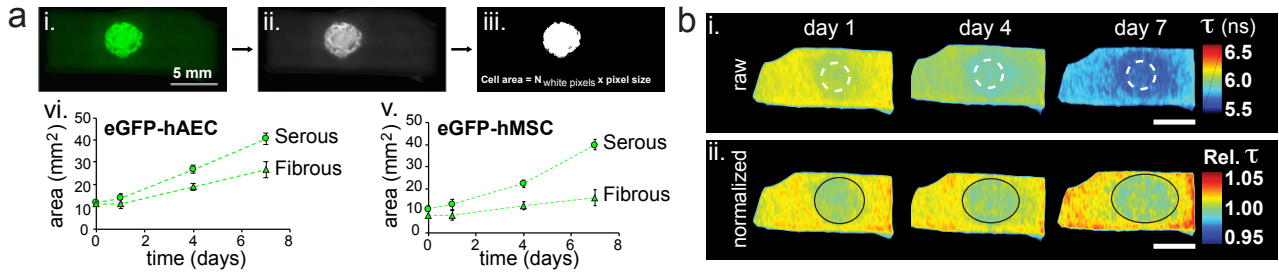 a
i.
ii.
iii.
5 mm
Cell area = N white pixels x pixel size
vi.
eGFP-hAEC
Serous
Fibrous
area (mm²)
50
40
30
20
10
0
0 2 4 6 8
time (days)
v.
eGFP-hMSC
Serous
Fibrous
area (mm²)
50
40
30
20
10
0
0 2 4 6 8
time (days)
b
i.
day 1
day 4
day 7
τ (ns)
raw
6.5
6.0
5.5
ii.
Rel. τ
normalized
1.05
1.00
0.95